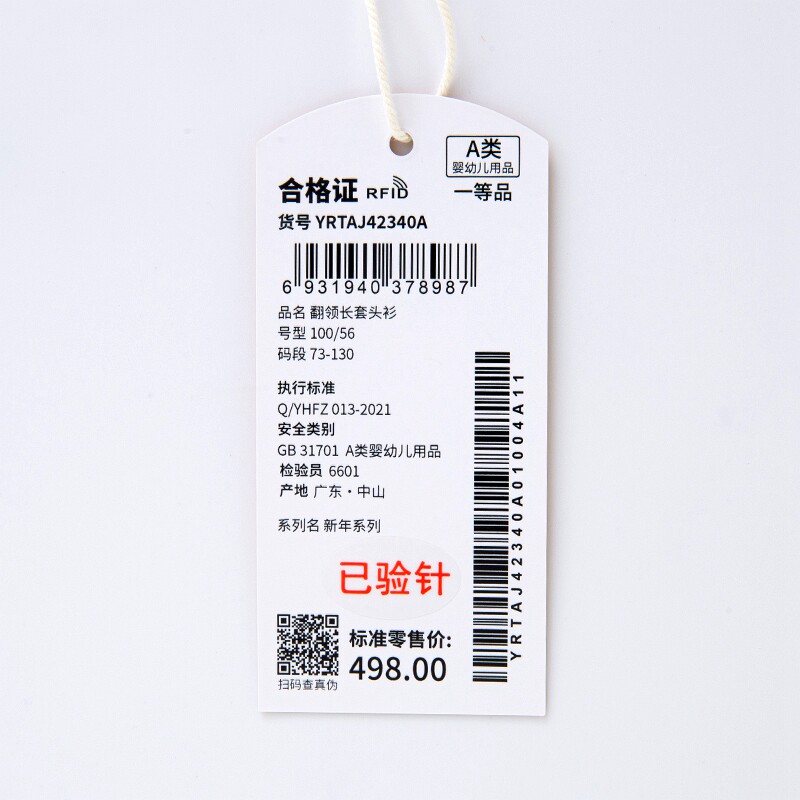 A类
婴幼儿用品
合格证 RFID
一等品
货号 YRTAJ42340A
6 931940 378987
品名 翻领长套头衫
号型 100/56
码段 73-130
执行标准
Q/YHFZ 013-2021
安全类别
GB 31701 A类婴幼儿用品
检验员 6601
产地 广东·中山
系列名 新年系列
已验针
标准零售价:
498.00
扫码查真伪
YRTAJ42340A01004A11